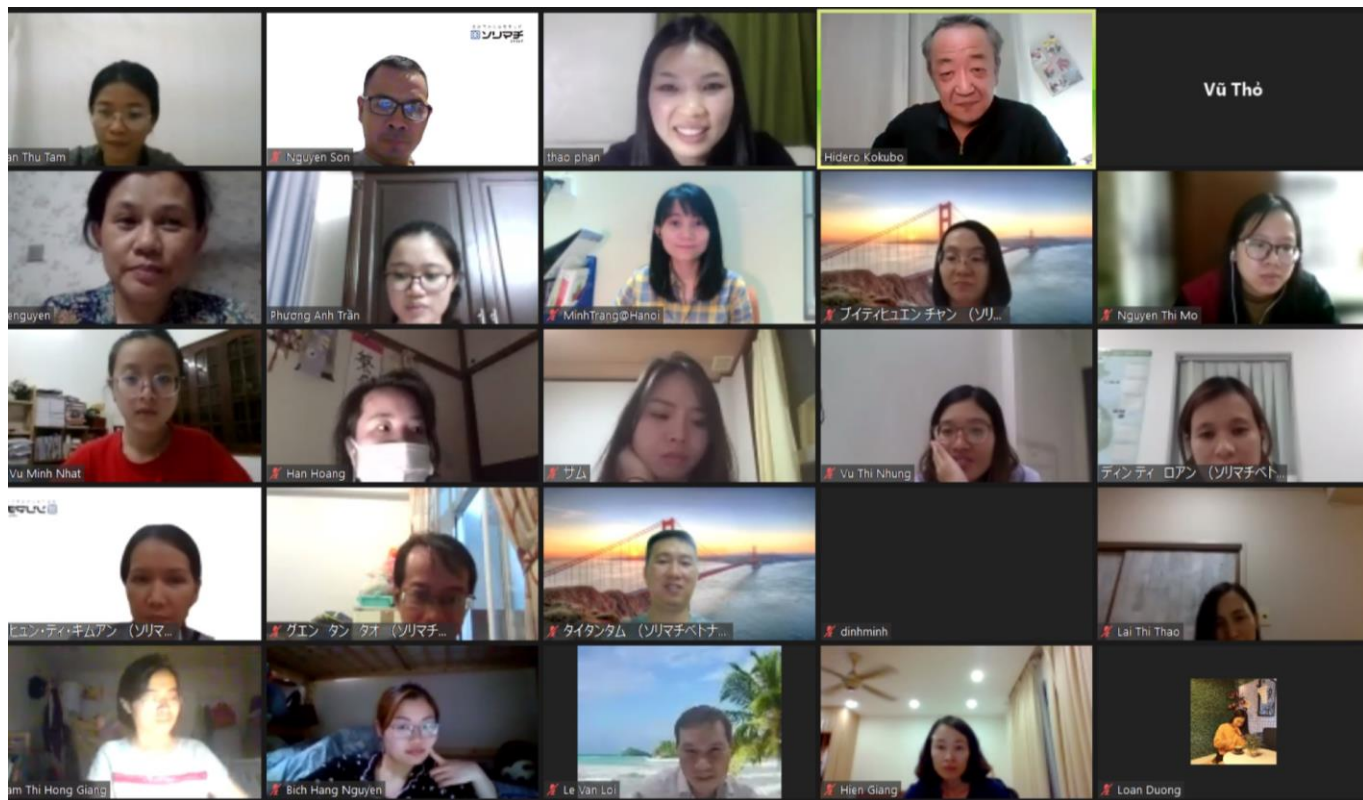 ソリマチ
an Thu Tam
Nguyen Son
thao phan
Hidero Kokubo
Vũ Thỏ
enguyen
Phương Anh Trần
MinhTrang@Hanoi
ブイティヒュエン チャン （ソリ...
Nguyen Thi Mo
Vu Minh Nhat
Han Hoang
サム
Vu Thi Nhung
ディン ティ ロアン （ソリマチベト...
ヒュン・ティ・キムアン （ソリマ...
グエン タン タオ （ソリマチ...
タイタンタム （ソリマチベトナ...
dinhminh
Lai Thi Thao
am Thi Hong Giang
Bich Hang Nguyen
Le Van Loi
Hien Giang
Loan Duong